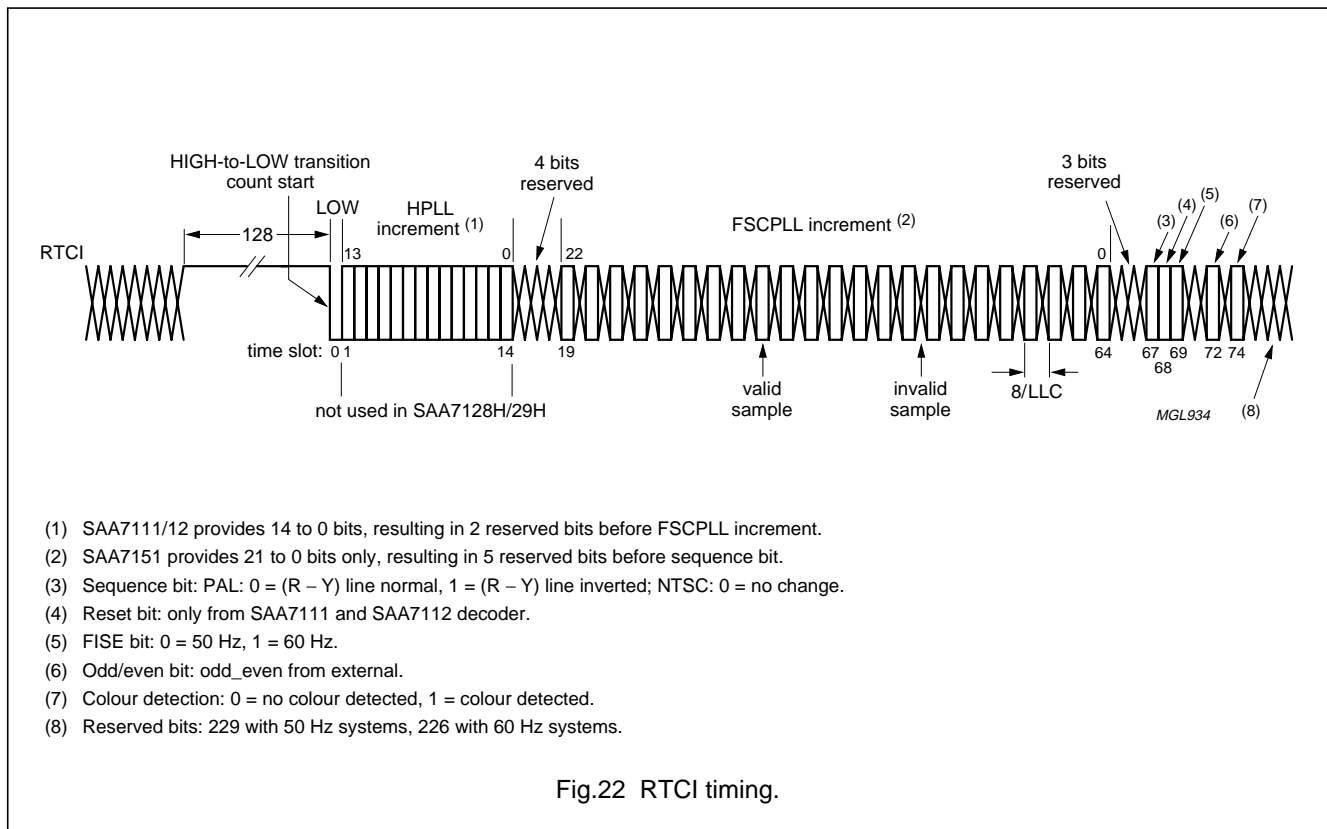 HIGH-to-LOW transition
count start
4 bits
reserved
3 bits
reserved
(3)
(4)
(5)
(6)
(7)
LOW
HPLL
increment (1)
FSCPLL increment (2)
RTCI
128
13
0
22
0
time slot:
0
1
14
19
64
67
68
69
72
74
not used in SAA7128H/29H
valid
sample
invalid
sample
8/LLC
MGL934
(8)
(1) SAA7111/12 provides 14 to 0 bits, resulting in 2 reserved bits before FSCPLL increment.
(2) SAA7151 provides 21 to 0 bits only, resulting in 5 reserved bits before sequence bit.
(3) Sequence bit: PAL: 0 = (R − Y) line normal, 1 = (R − Y) line inverted; NTSC: 0 = no change.
(4) Reset bit: only from SAA7111 and SAA7112 decoder.
(5) FISE bit: 0 = 50 Hz, 1 = 60 Hz.
(6) Odd/even bit: odd_even from external.
(7) Colour detection: 0 = no colour detected, 1 = colour detected.
(8) Reserved bits: 229 with 50 Hz systems, 226 with 60 Hz systems.
Fig.22 RTCI timing.